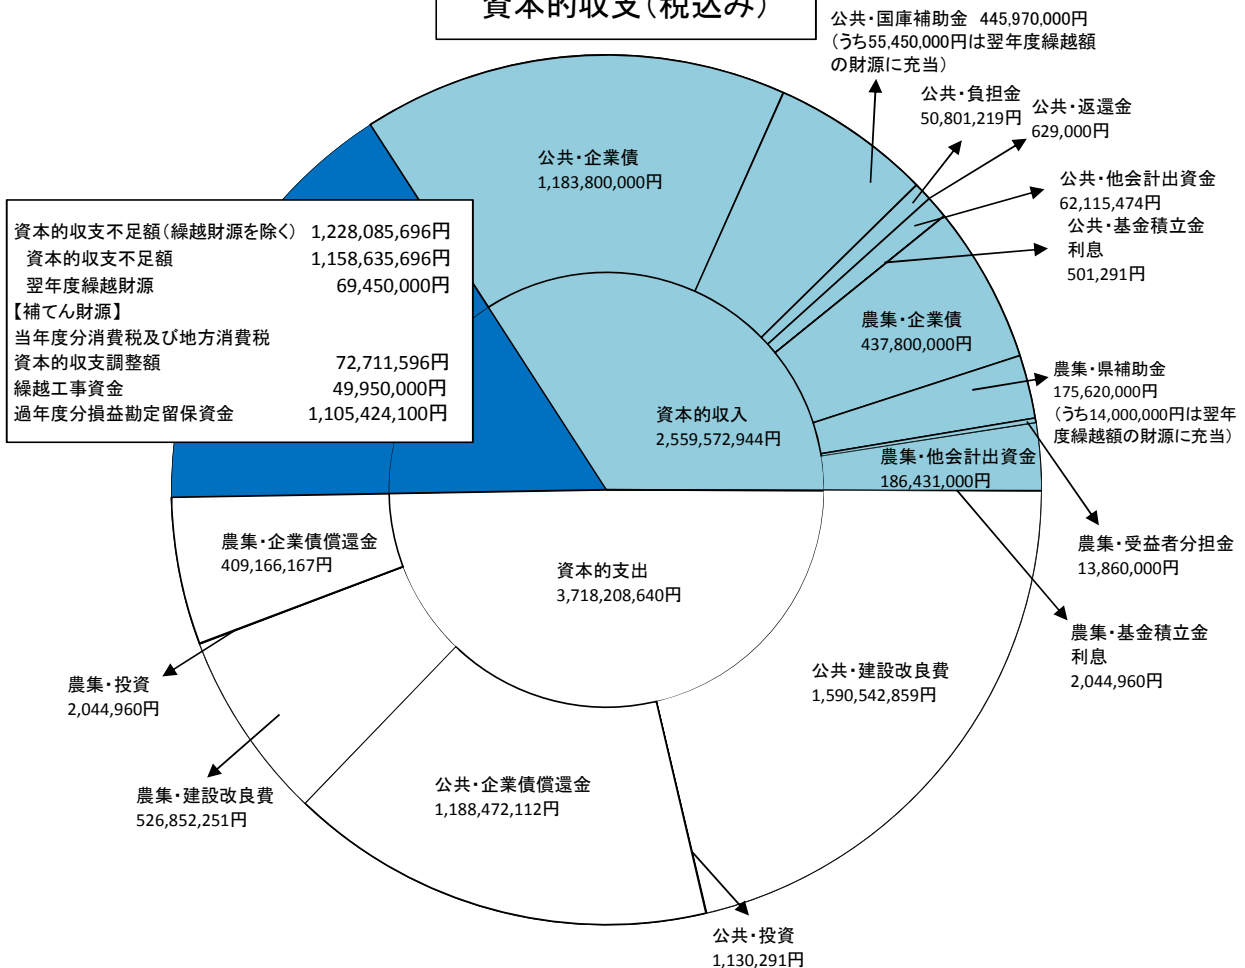 資本的収支(税込み)
公共・国庫補助金 445,970,000円
(うち55,450,000円は翌年度繰越額
の財源に充当)
公共・負担金
50,801,219円
公共・返還金
629,000円
公共・他会計出資金
62,115,474円
公共・基金積立金
利息
501,291円
公共・企業債
1,183,800,000円
資本的収支不足額(繰越財源を除く) 1,228,085,696円
資本的収支不足額 1,158,635,696円
翌年度繰越財源 69,450,000円
【補てん財源】
当年度分消費税及び地方消費税
資本的収支調整額 72,711,596円
繰越工事資金 49,950,000円
過年度分損益勘定留保資金 1,105,424,100円
農集・企業債
437,800,000円
農集・県補助金
175,620,000円
(うち14,000,000円は翌年
度繰越額の財源に充当)
資本的収入
2,559,572,944円
農集・他会計出資金
186,431,000円
農集・受益者分担金
13,860,000円
農集・基金積立金
利息
2,044,960円
農集・企業債償還金
409,166,167円
資本的支出
3,718,208,640円
公共・建設改良費
1,590,542,859円
農集・投資
2,044,960円
農集・建設改良費
526,852,251円
公共・企業債償還金
1,188,472,112円
公共・投資
1,130,291円